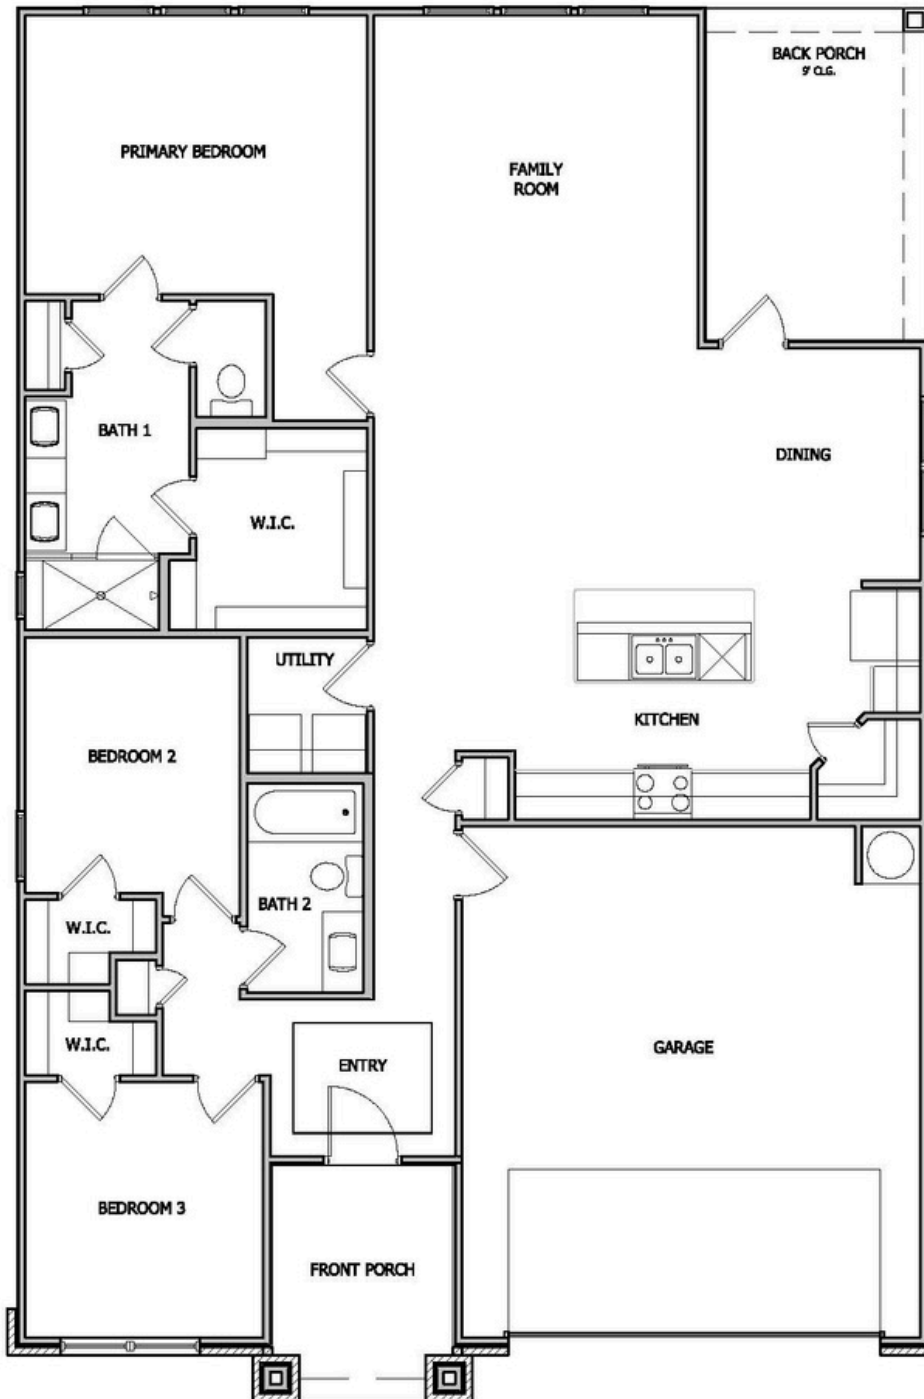 BACK PORCH
9' CLG.
PRIMARY BEDROOM
FAMILY
ROOM
BATH 1
DINING
W.I.C.
UTILITY
KITCHEN
BEDROOM 2
BATH 2
W.I.C.
W.I.C.
ENTRY
GARAGE
BEDROOM 3
FRONT PORCH